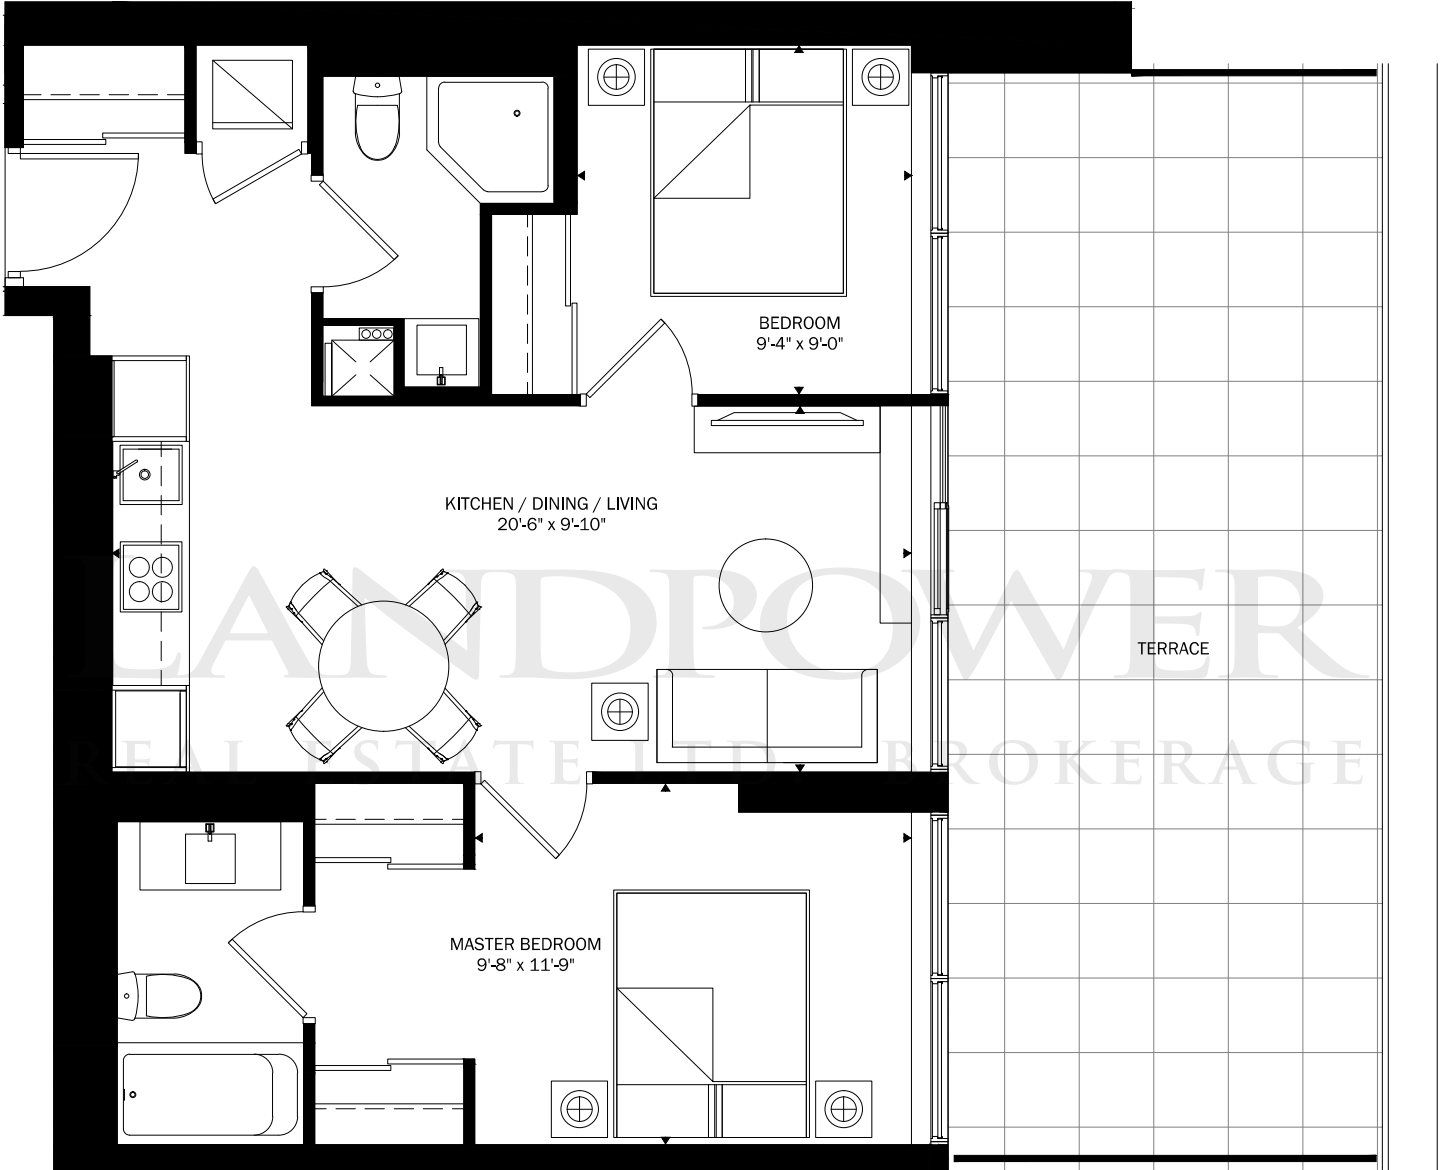 BEDROOM
9'-4" x 9'-0"
KITCHEN / DINING / LIVING
20'-6" x 9'-10"
LANDPOWER
TERRACE
REAL ESTATE LTD. BROKERAGE
MASTER BEDROOM
9'-8" x 11'-9"